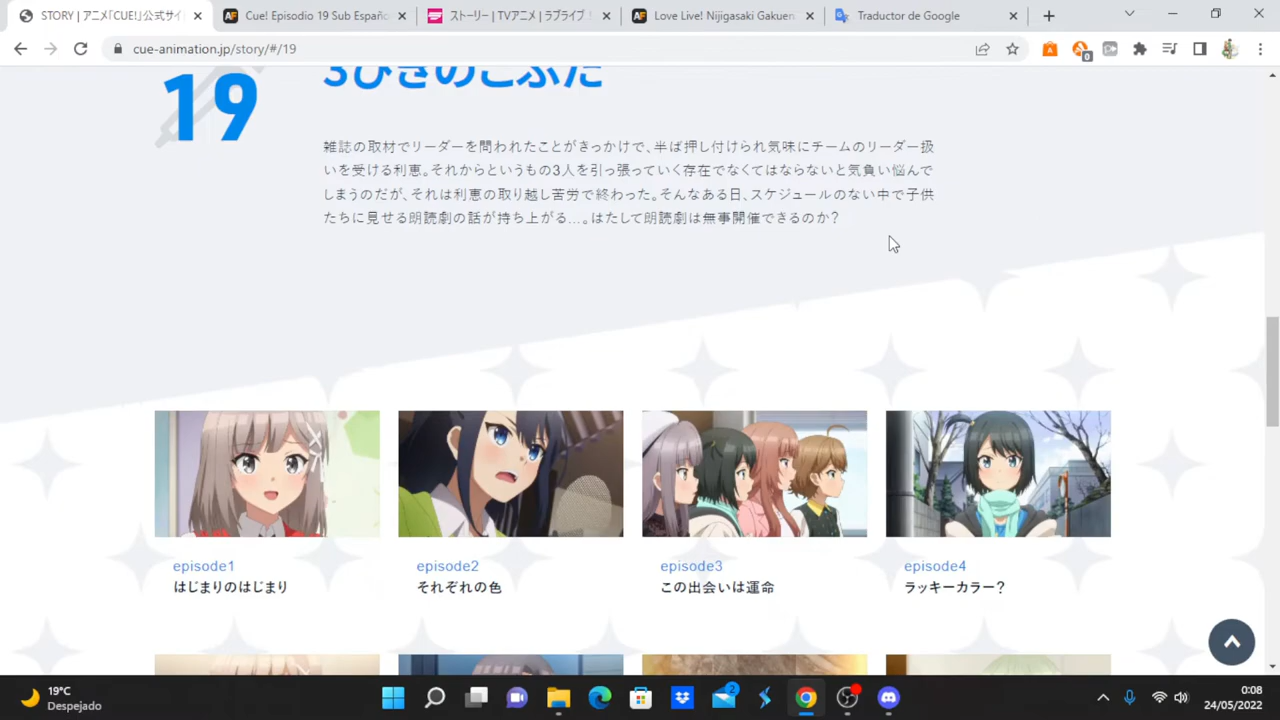 STORY | アニメ「CUE!」公式サイ
Cue! Episodio 19 Sub Españo
ストーリー | TVアニメ | ラブライブ！
Love Live! Nijigasaki Gakuen
Traductor de Google
cue-animation.jp/story/#/19
0
19
3びきのこぶた
雑誌の取材でリーダーを問われたことがきっかけで、半ば押し付けられ気味にチームのリーダー扱
いを受ける利恵。それからというもの3人を引っ張っていく存在でなくてはならないと気負い悩んで
しまうのだが、それは利恵の取り越し苦労で終わった。そんなある日、スケジュールのない中で子供
たちに見せる朗読劇の話が持ち上がる…。はたして朗読劇は無事開催できるのか？
episode1
はじまりのはじまり
episode2
それぞれの色
episode3
この出会いは運命
episode4
ラッキーカラー？
19°C
Despejado
2
0:08
24/05/2022